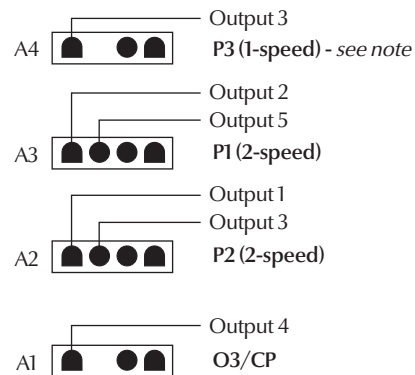 Output 3
A4 P3 (1-speed) - see note
Output 2
Output 5
A3 P1 (2-speed)
Output 1
Output 3
A2 P2 (2-speed)
Output 4
A1 O3/CP